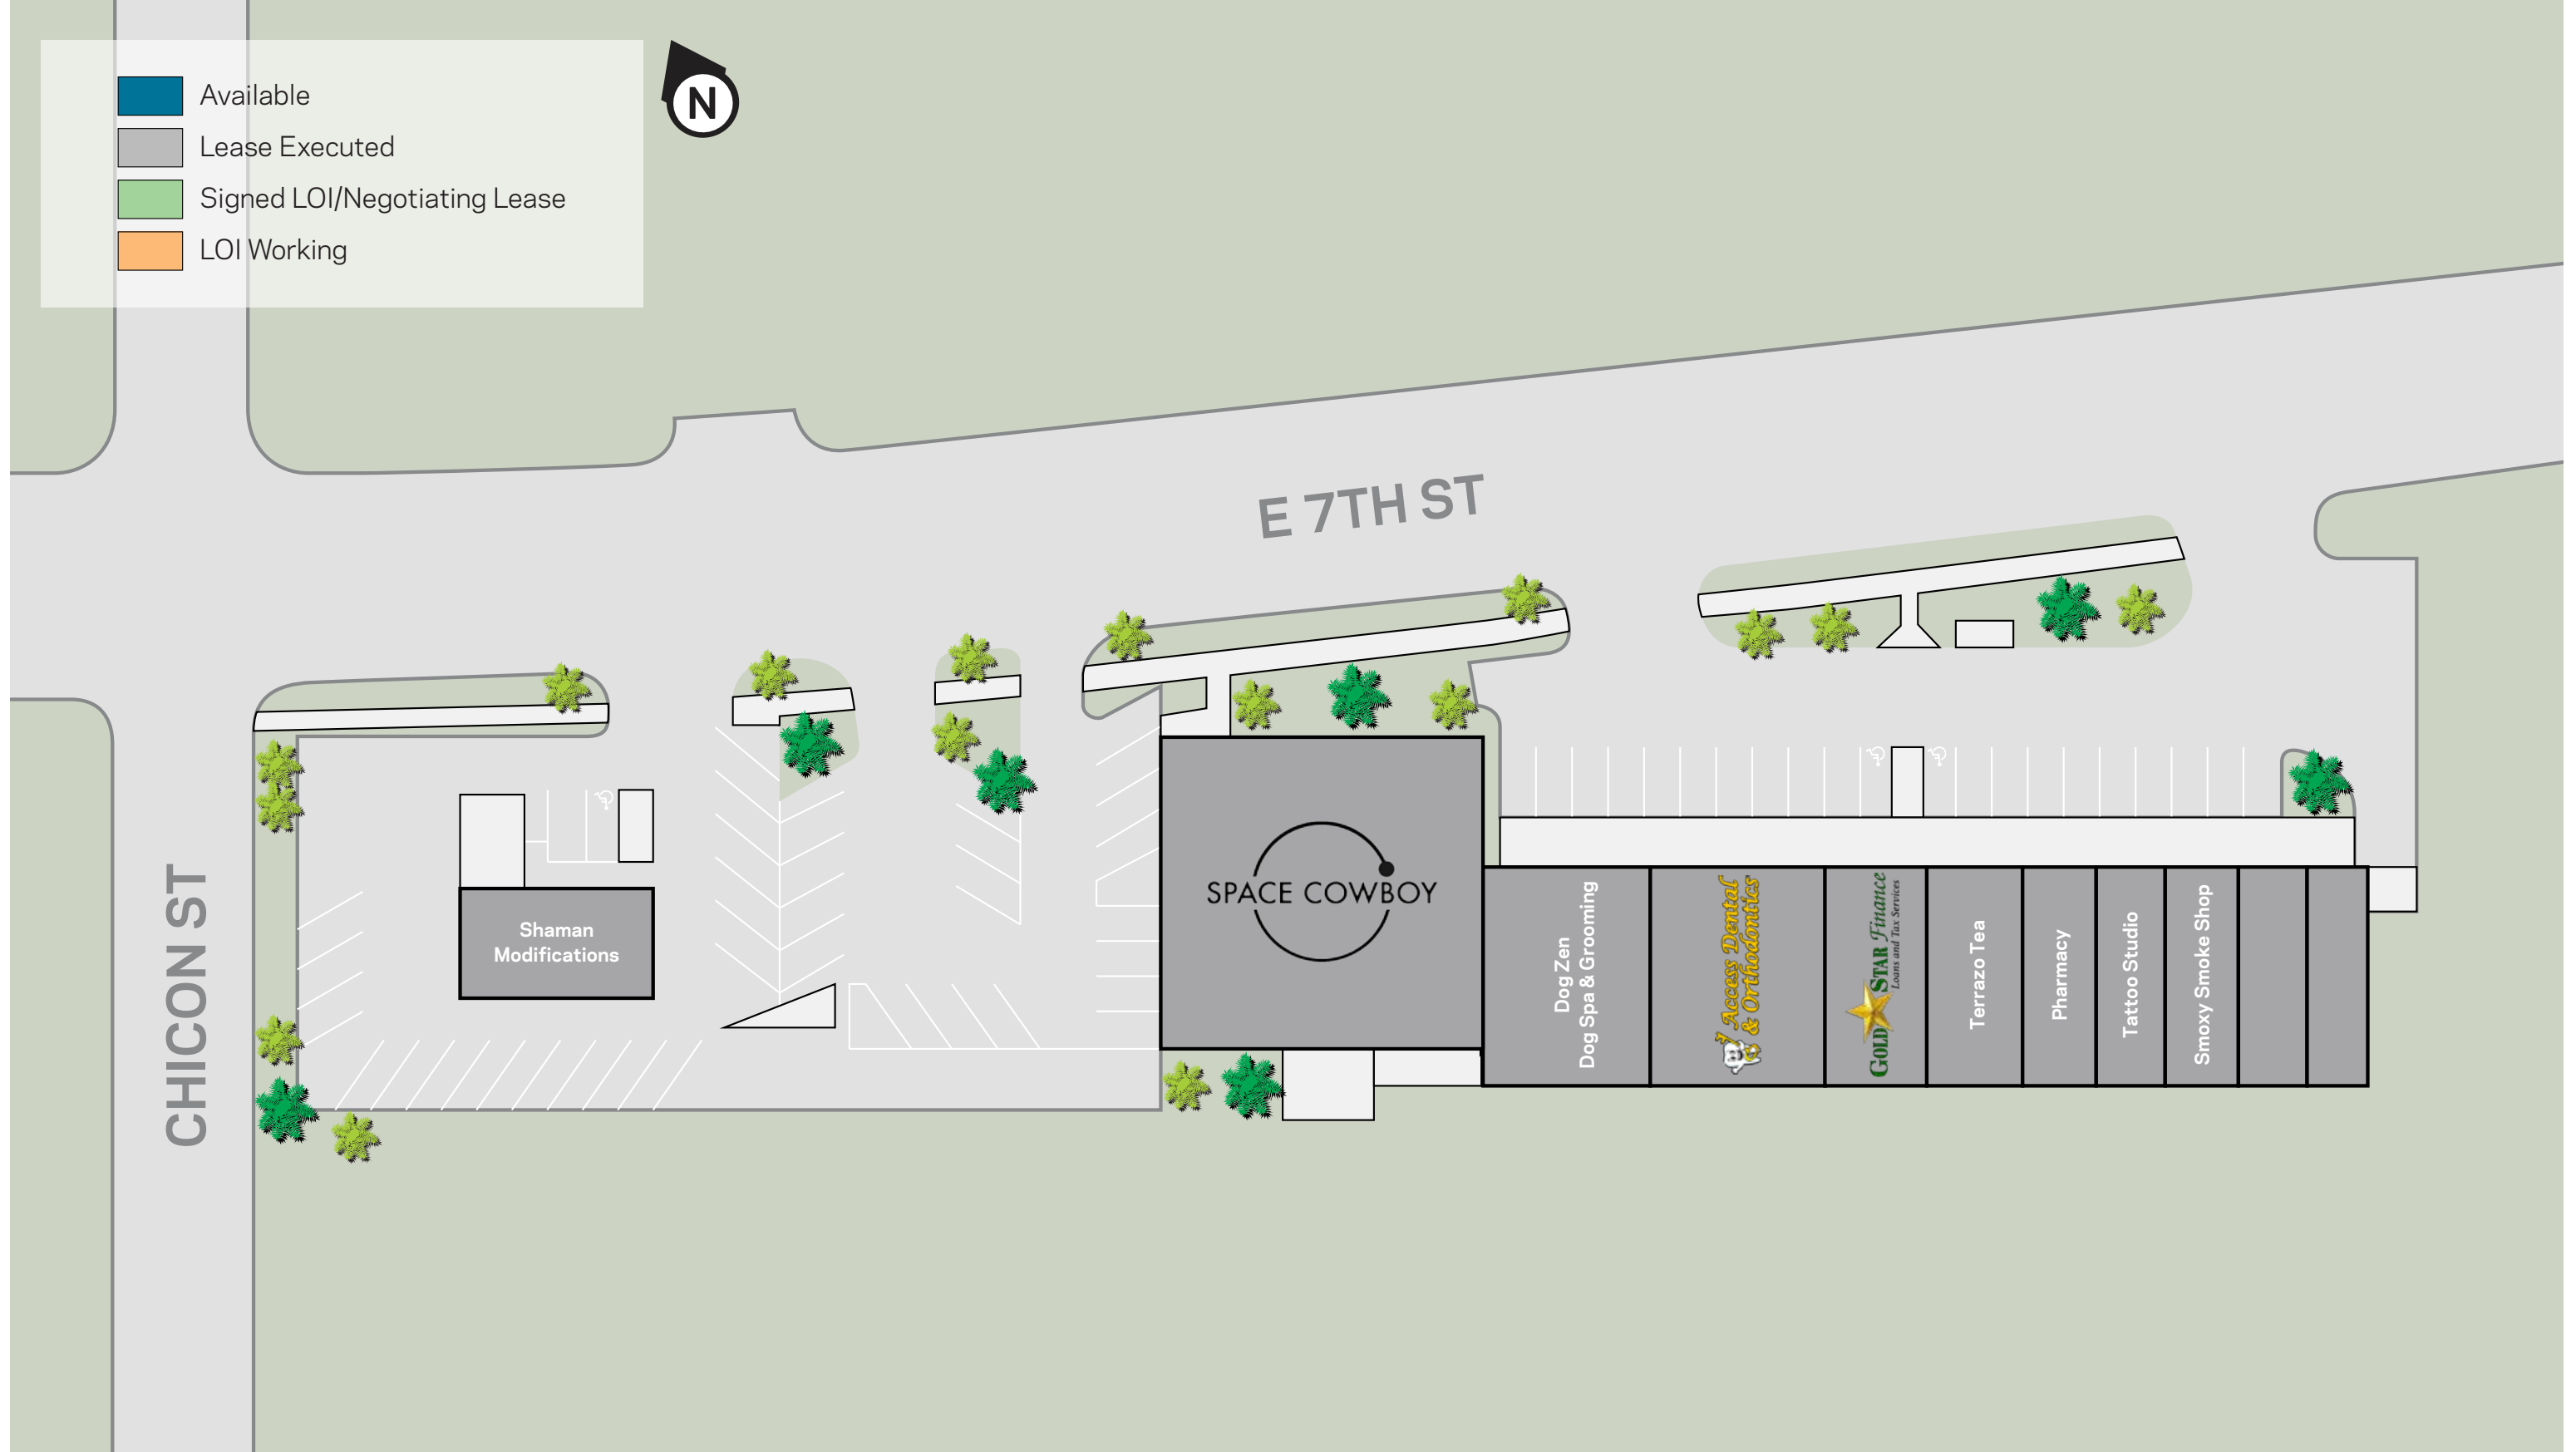 Available
N
Lease Executed
Signed LOI/Negotiating Lease
LOI Working
E 7TH ST
CHICON ST
Shaman
Modifications
SPACE COWBOY
Dog Zen
Dog Spa & Grooming
Access Dental
& Orthodontics
GOLD STAR Finance
Loans and Tax Services
Terrazo Tea
Pharmacy
Tattoo Studio
Smoxy Smoke Shop